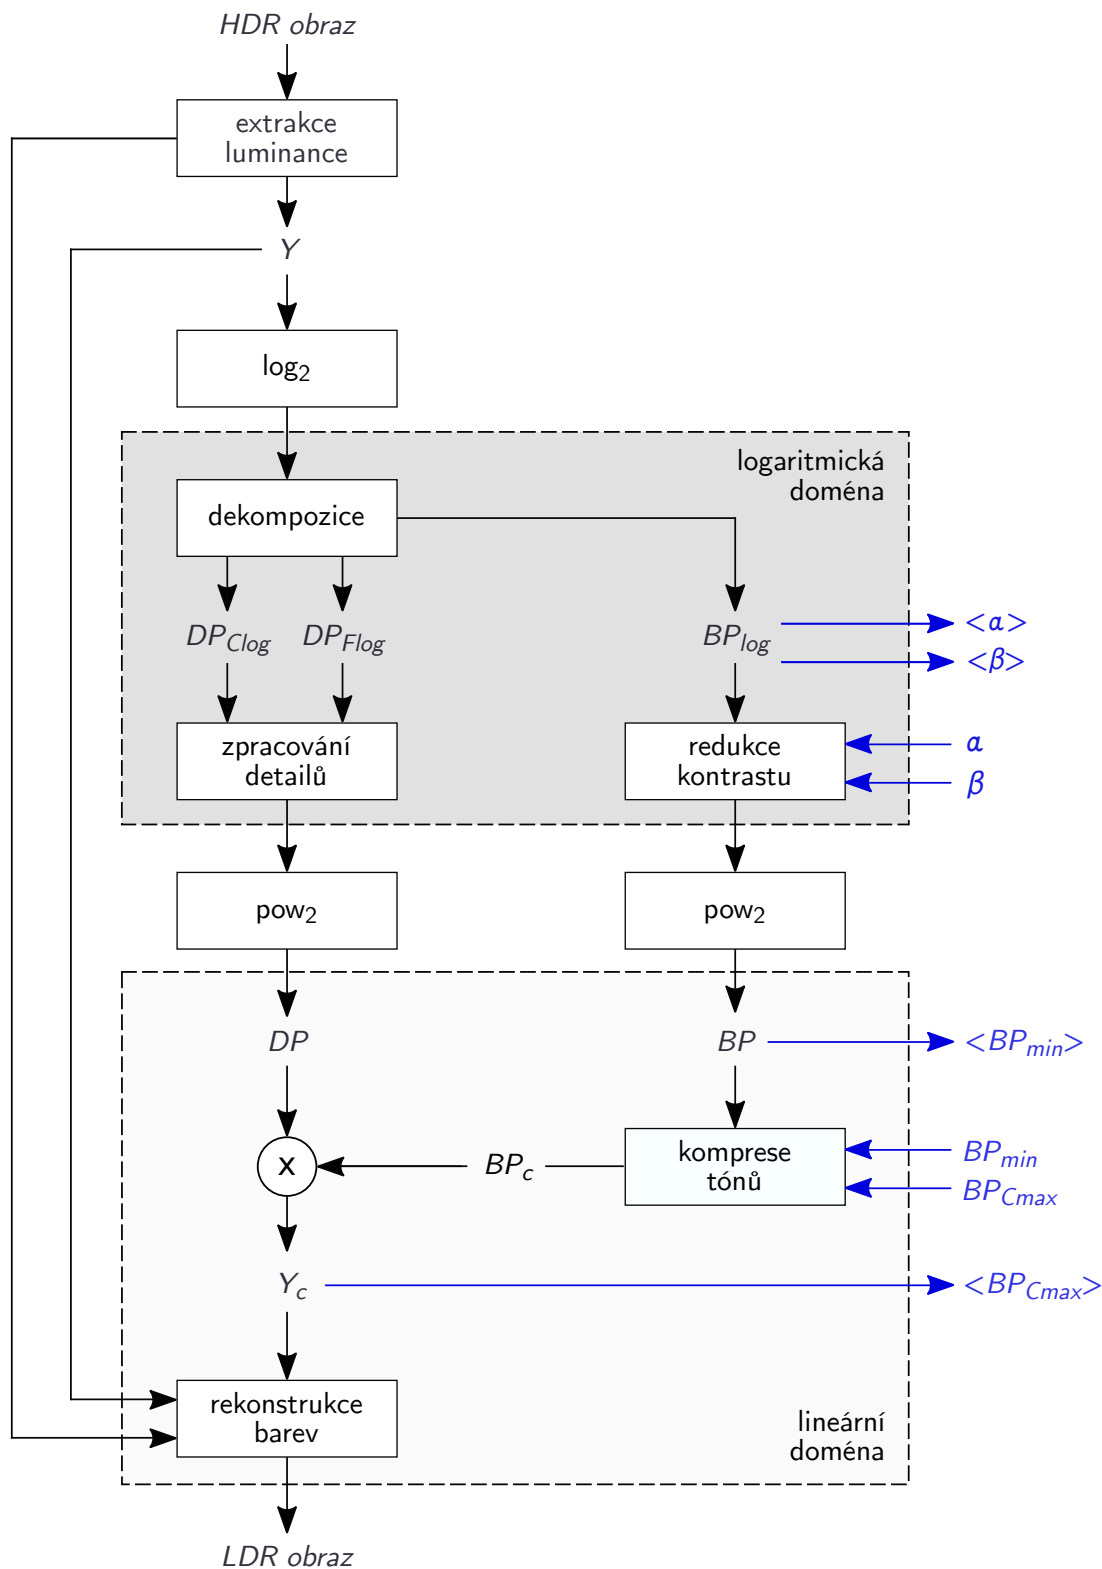 HDR obraz
extrakce
luminance
Y
log2
logaritmická
doména
dekompozice
DPClog
DPFlog
BPlog
<α>
<β>
zpracování
detailů
redukce
kontrastu
α
β
pow2
pow2
DP
BP
<BPmin>
x
BPc
komprese
tónů
BPmin
BPCmax
Yc
<BPCmax>
rekonstrukce
barev
lineární
doména
LDR obraz